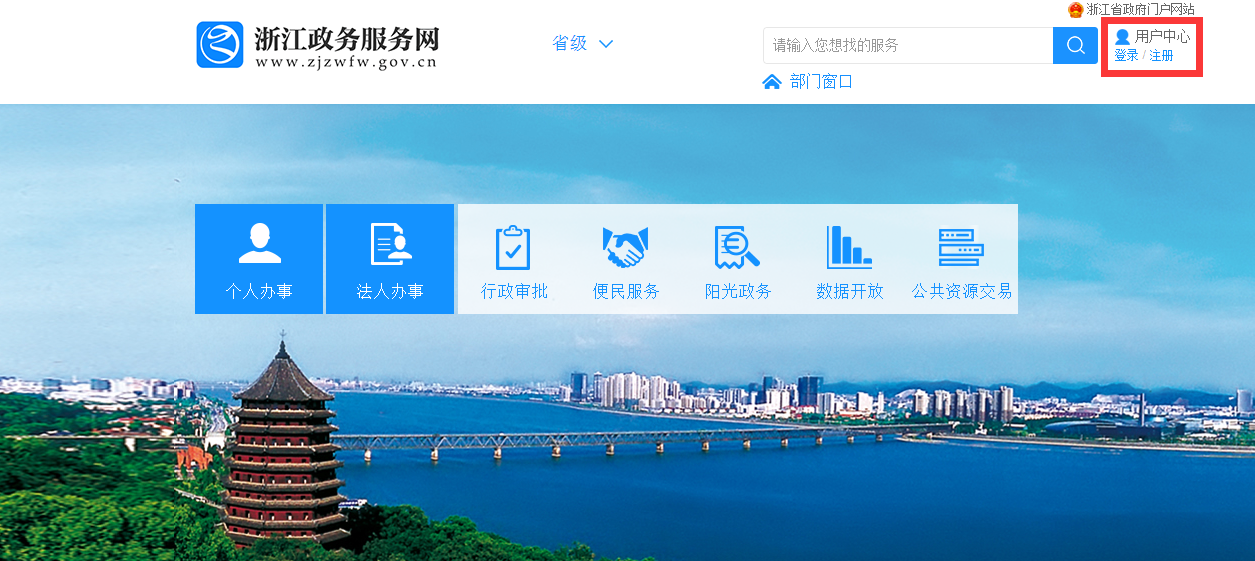 浙江省政府门户网站
浙江政务服务网
www.zjzwfw.gov.cn
省级
请输入您想找的服务
用户中心
登录 / 注册
部门窗口
个人办事
法人办事
行政审批
便民服务
阳光政务
数据开放
公共资源交易